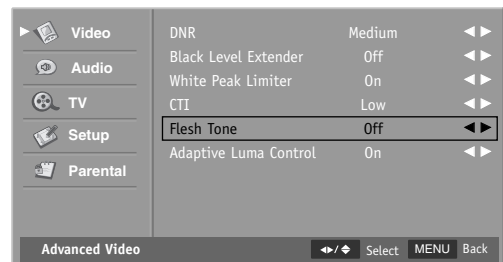 Video
Audio
TV
Setup
Parental
DNR Medium
Black Level Extender Off
White Peak Limiter On
CTI Low
Flesh Tone Off
Adaptive Luma Control On
Advanced Video
Select MENU Back